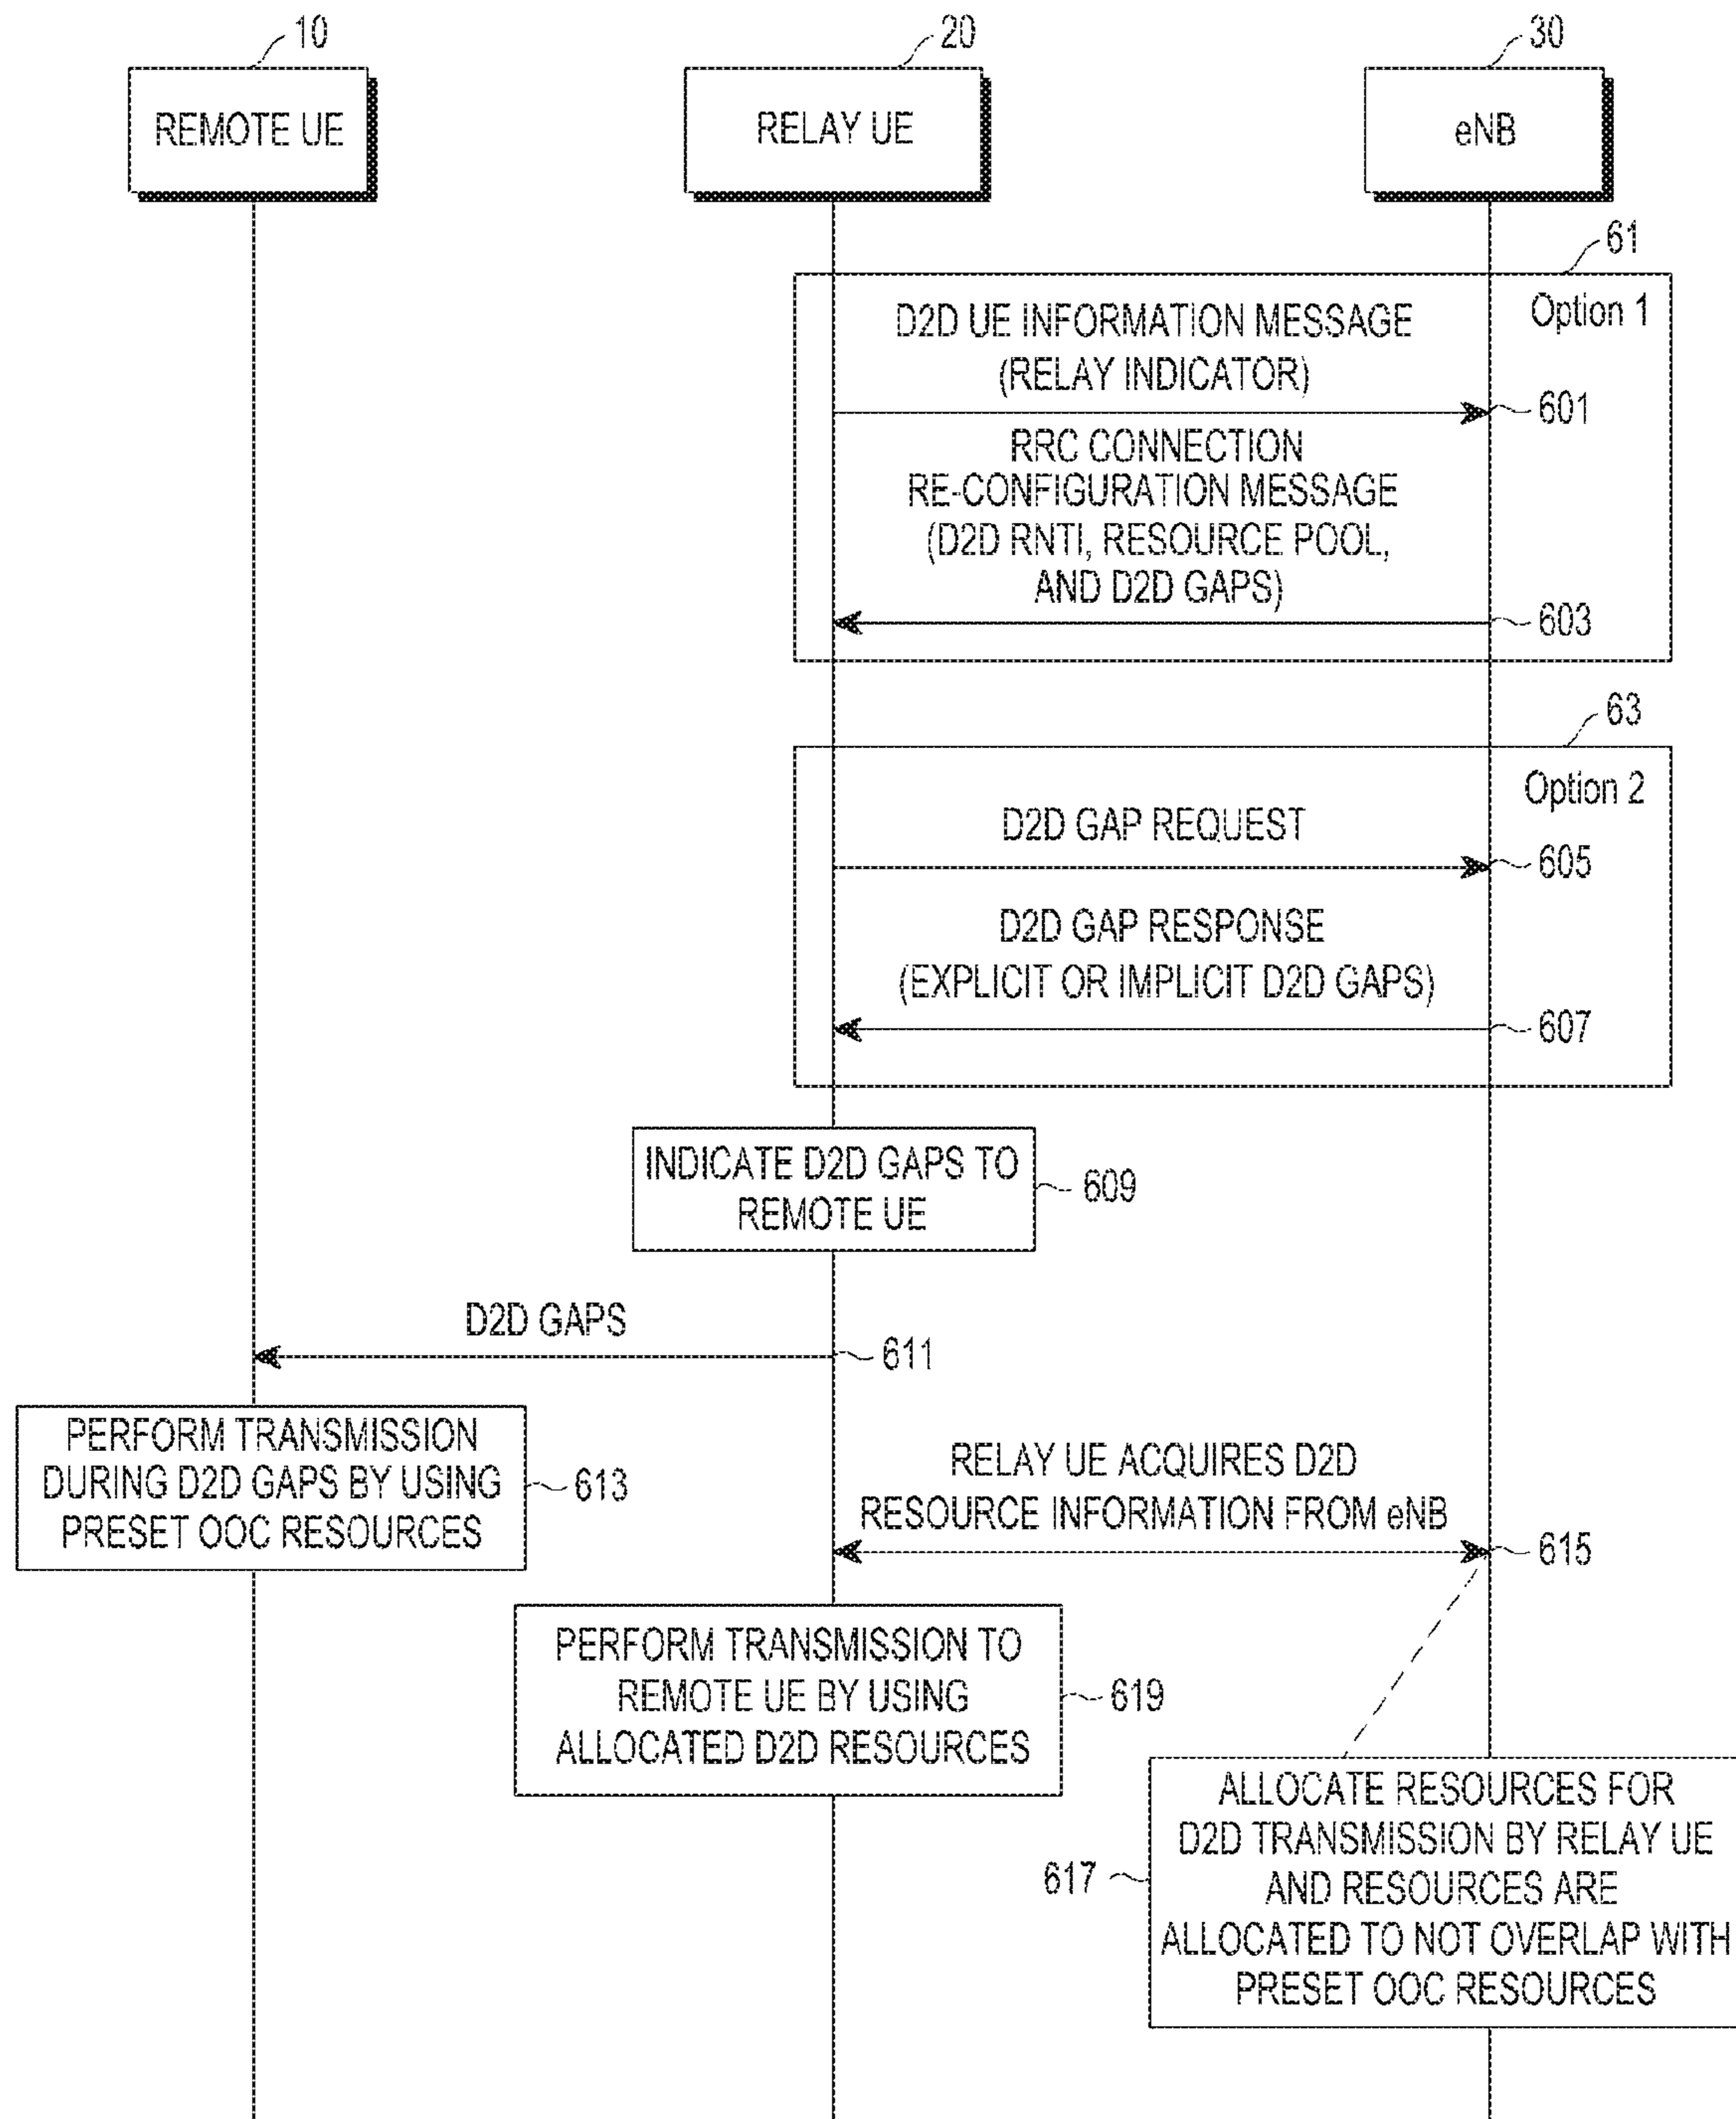 10
20
30
REMOTE UE
RELAY UE
eNB
61
Option 1
D2D UE INFORMATION MESSAGE
(RELAY INDICATOR)
601
RRC CONNECTION
RE-CONFIGURATION MESSAGE
(D2D RNTI, RESOURCE POOL,
AND D2D GAPS)
603
63
Option 2
D2D GAP REQUEST
605
D2D GAP RESPONSE
(EXPLICIT OR IMPLICIT D2D GAPS)
607
INDICATE D2D GAPS TO
REMOTE UE
609
D2D GAPS
611
PERFORM TRANSMISSION
DURING D2D GAPS BY USING
PRESET OOC RESOURCES
613
RELAY UE ACQUIRES D2D
RESOURCE INFORMATION FROM eNB
615
PERFORM TRANSMISSION TO
REMOTE UE BY USING
ALLOCATED D2D RESOURCES
619
ALLOCATE RESOURCES FOR
D2D TRANSMISSION BY RELAY UE
AND RESOURCES ARE
ALLOCATED TO NOT OVERLAP WITH
PRESET OOC RESOURCES
617